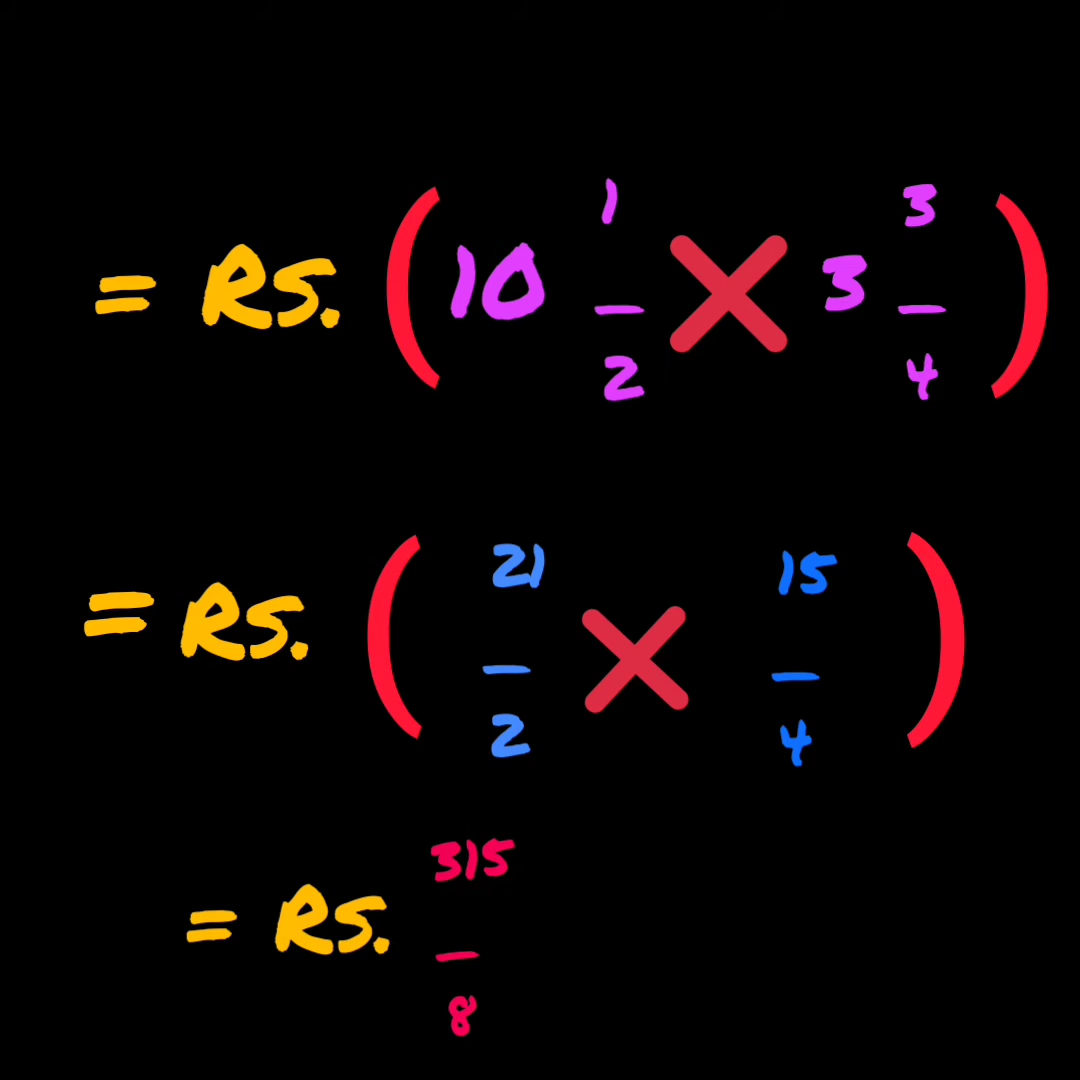 = Rs. (10 1/2 × 3 3/4)
= Rs. (21/2 × 15/4)
= Rs. 315/8